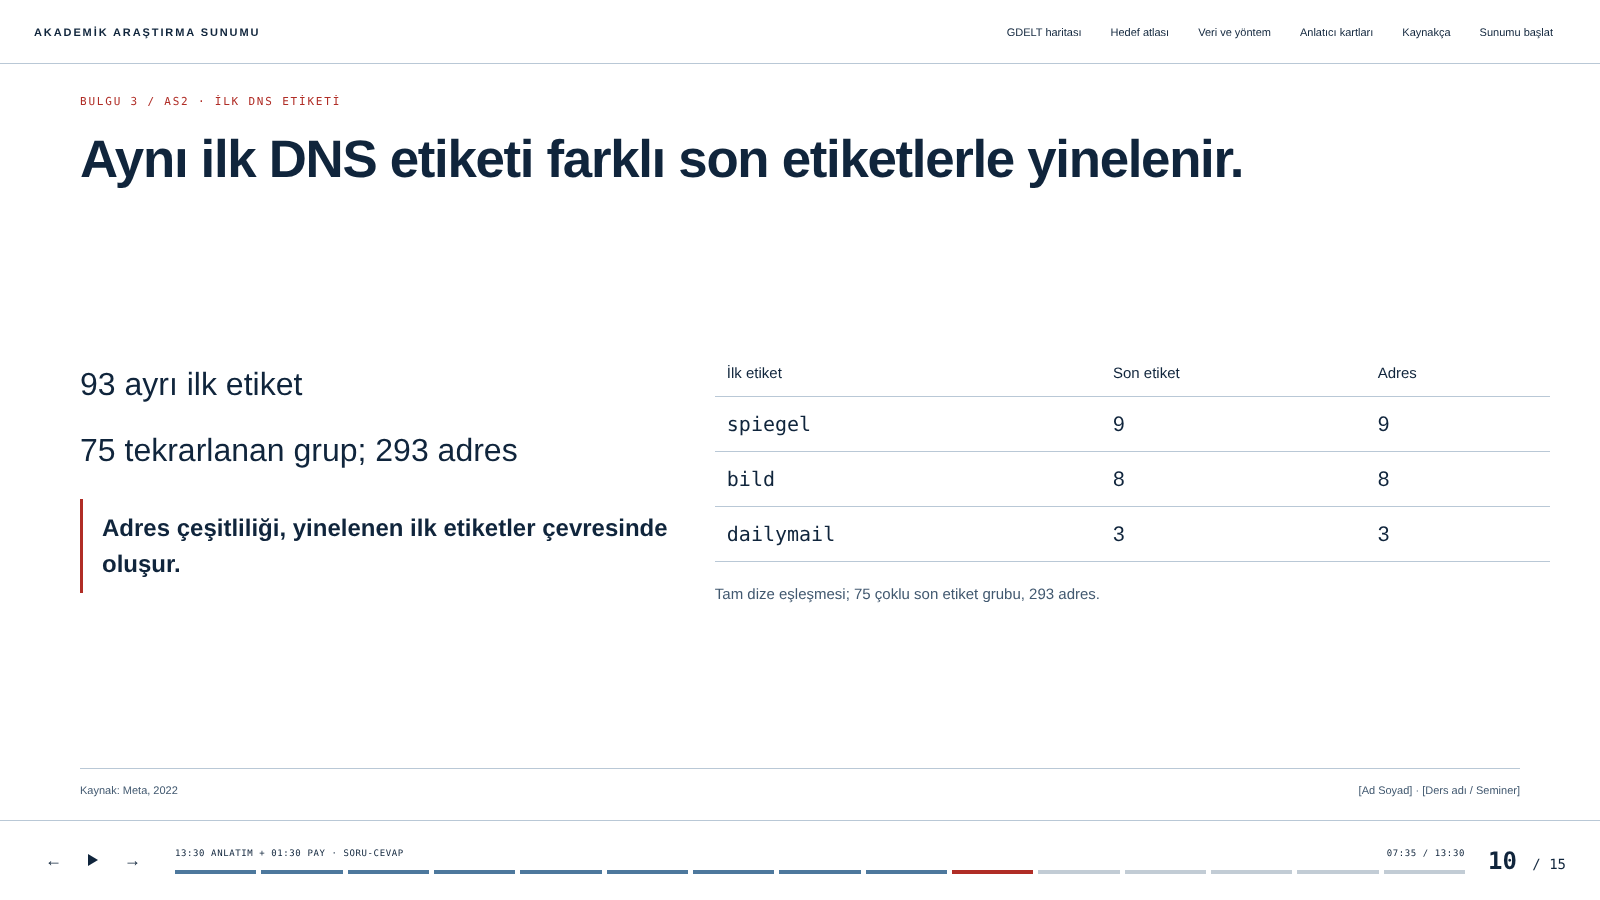 AKADEMİK ARAŞTIRMA SUNUMU
GDELT haritası Hedef atlası Veri ve yöntem Anlatıcı kartları Kaynakça Sunumu başlat
BULGU 3 / AS2 · İLK DNS ETİKETİ
Aynı ilk DNS etiketi farklı son etiketlerle yinelenir.
93 ayrı ilk etiket
75 tekrarlanan grup; 293 adres
Adres çeşitliliği, yinelenen ilk etiketler çevresinde
oluşur.
İlk etiket Son etiket Adres
spiegel 9 9
bild 8 8
dailymail 3 3
Tam dize eşleşmesi; 75 çoklu son etiket grubu, 293 adres.
Kaynak: Meta, 2022
[Ad Soyad] · [Ders adı / Seminer]
← → 13:30 ANLATIM + 01:30 PAY · SORU-CEVAP 07:35 / 13:30 10 / 15